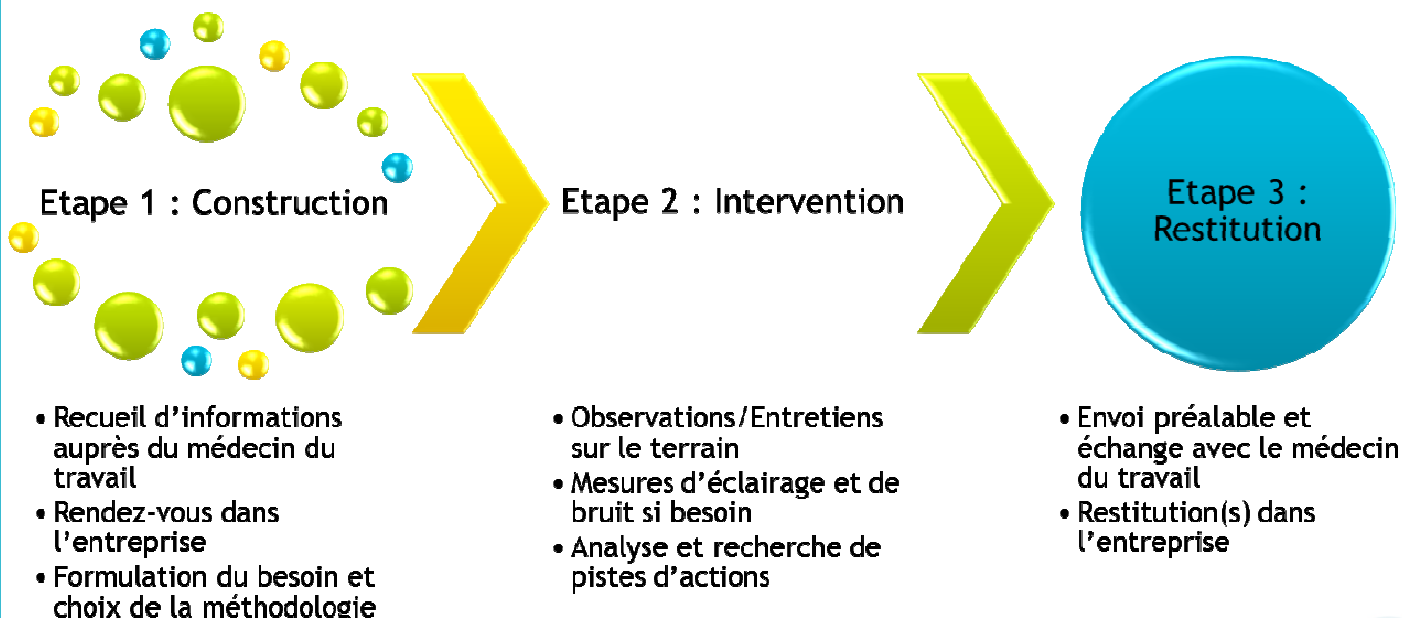 Etape 1 : Construction
• Recueil d'informations
auprès du médecin du
travail
• Rendez-vous dans
l'entreprise
• Formulation du besoin et
choix de la méthodologie
Etape 2 : Intervention
• Observations/Entretiens
sur le terrain
• Mesures d'éclairage et de
bruit si besoin
• Analyse et recherche de
pistes d'actions
Etape 3 :
Restitution
• Envoi préalable et
échange avec le médecin
du travail
• Restitution(s) dans
l'entreprise